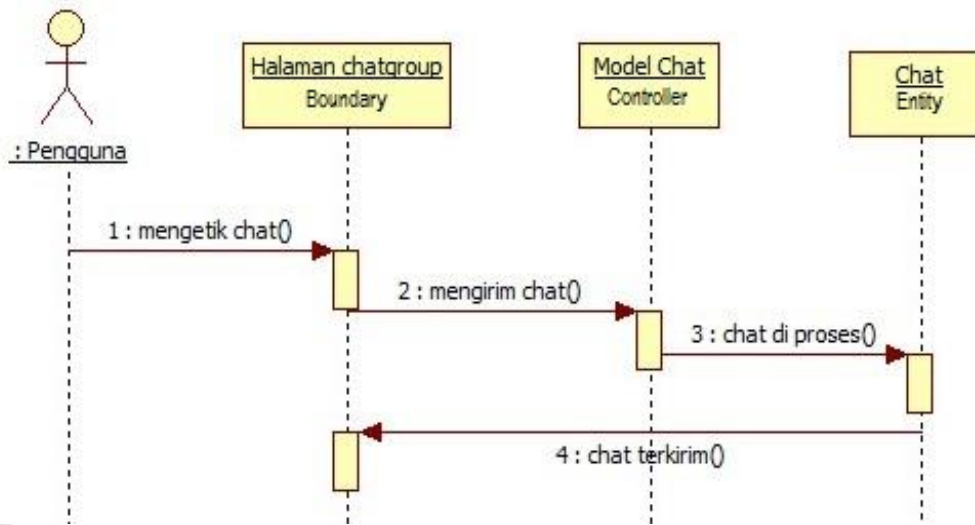 Halaman chatgroup
Boundary
Model Chat
Controller
Chat
Entity
: Pengguna
1 : mengetik chat()
2 : mengirim chat()
3 : chat di proses()
4 : chat terkirim()